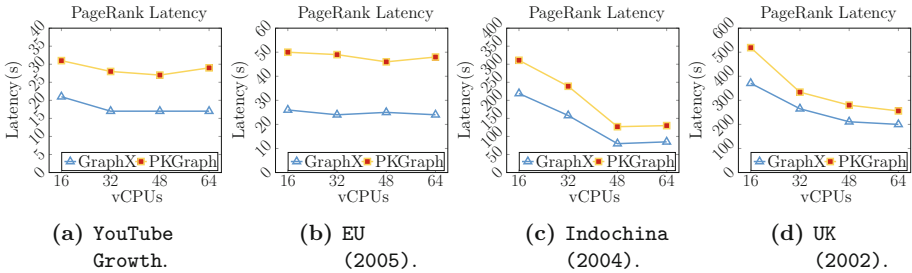 PageRank Latency
Latency(s)
40
35
30
25
20
15
10
5
0
GraphX PKGraph
16 32 48 64
vCPUs
(a) YouTube
Growth.
PageRank Latency
Latency(s)
60
50
40
30
20
10
0
GraphX PKGraph
16 32 48 64
vCPUs
(b) EU
(2005).
PageRank Latency
Latency(s)
400
350
300
250
200
150
100
50
0
GraphX PKGraph
16 32 48 64
vCPUs
(c) Indochina
(2004).
PageRank Latency
Latency(s)
600
500
400
300
200
100
0
GraphX PKGraph
16 32 48 64
vCPUs
(d) UK
(2002).